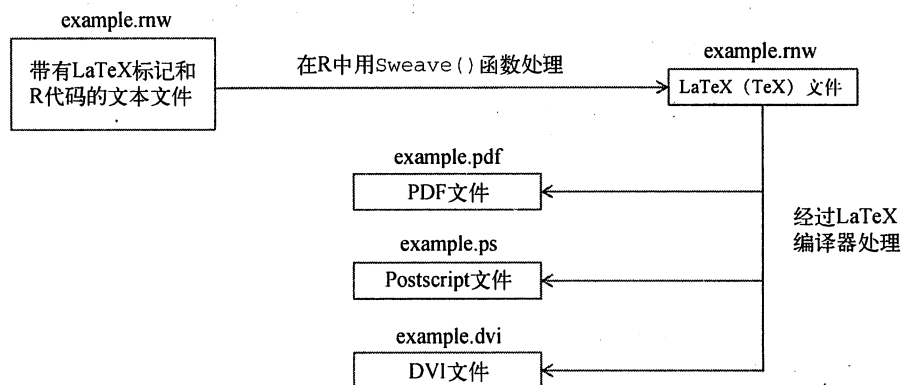 example.rnw
带有LaTeX标记和
R代码的文本文件
在R中用Sweave()函数处理
example.rnw
LaTeX（TeX）文件
example.pdf
PDF文件
经过LaTeX
编译器处理
example.ps
Postscript文件
example.dvi
DVI文件